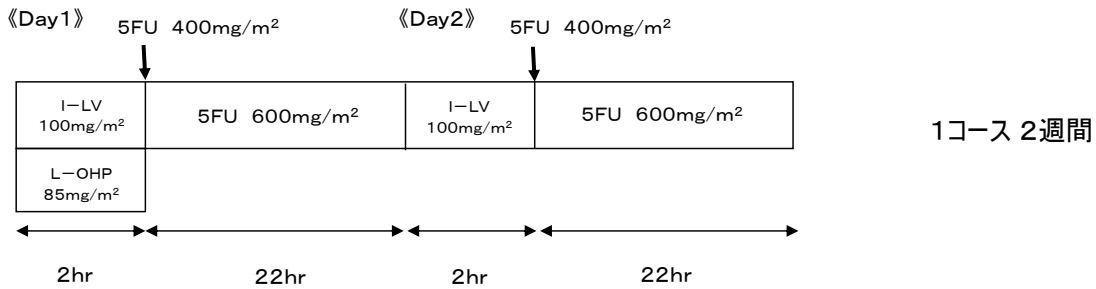 《Day1》
5FU 400mg/m²
《Day2》
5FU 400mg/m²
l－LV
100mg/m²
5FU 600mg/m²
l－LV
100mg/m²
5FU 600mg/m²
1コース 2週間
L－OHP
85mg/m²
2hr
22hr
2hr
22hr